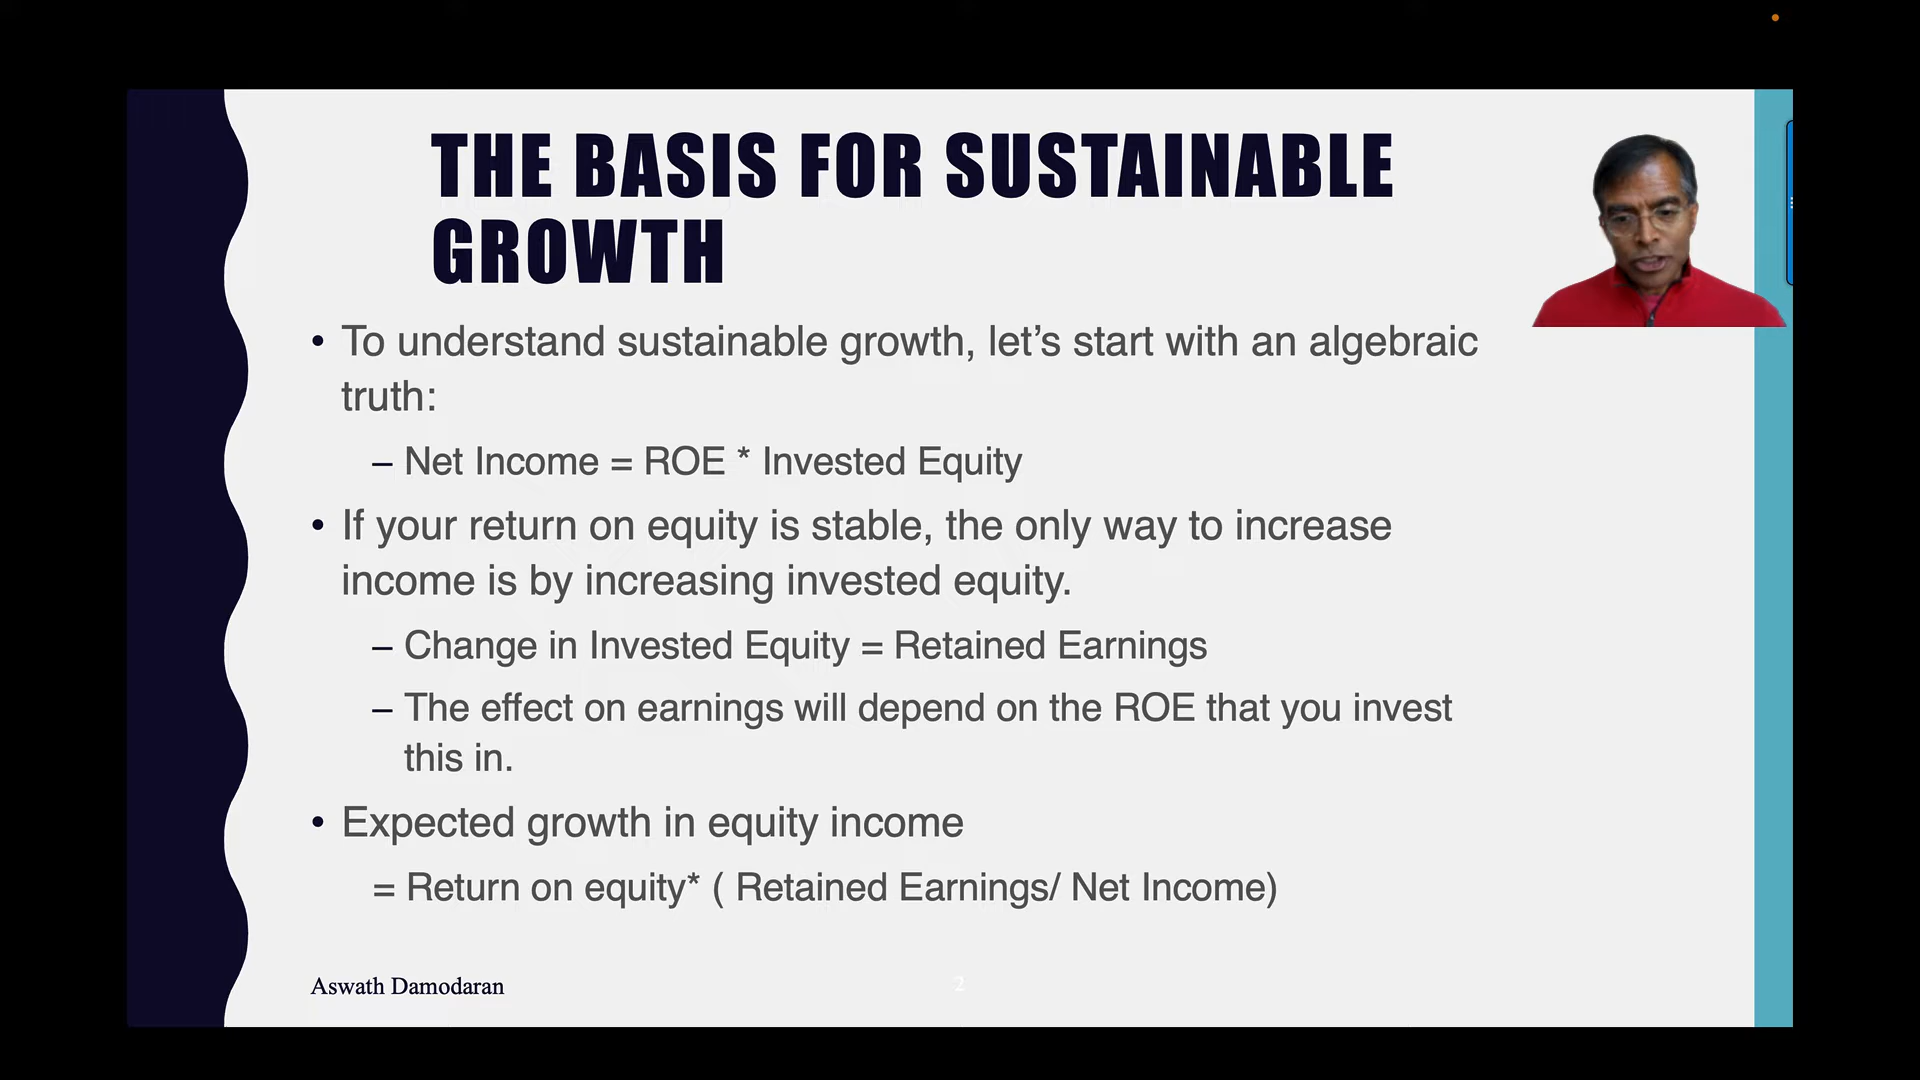 THE BASIS FOR SUSTAINABLE
GROWTH
• To understand sustainable growth, let’s start with an algebraic
truth:
– Net Income = ROE * Invested Equity
• If your return on equity is stable, the only way to increase
income is by increasing invested equity.
– Change in Invested Equity = Retained Earnings
– The effect on earnings will depend on the ROE that you invest
this in.
• Expected growth in equity income
= Return on equity* ( Retained Earnings/ Net Income)
Aswath Damodaran
2